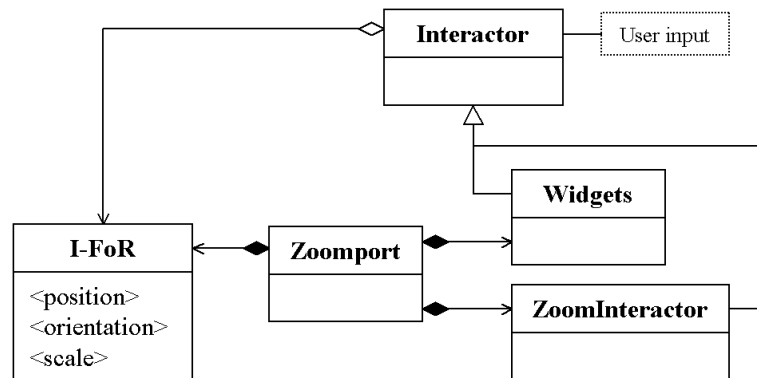 Interactor
User input
Widgets
I-FoR
Zoomport
<position>
<orientation>
<scale>
ZoomInteractor